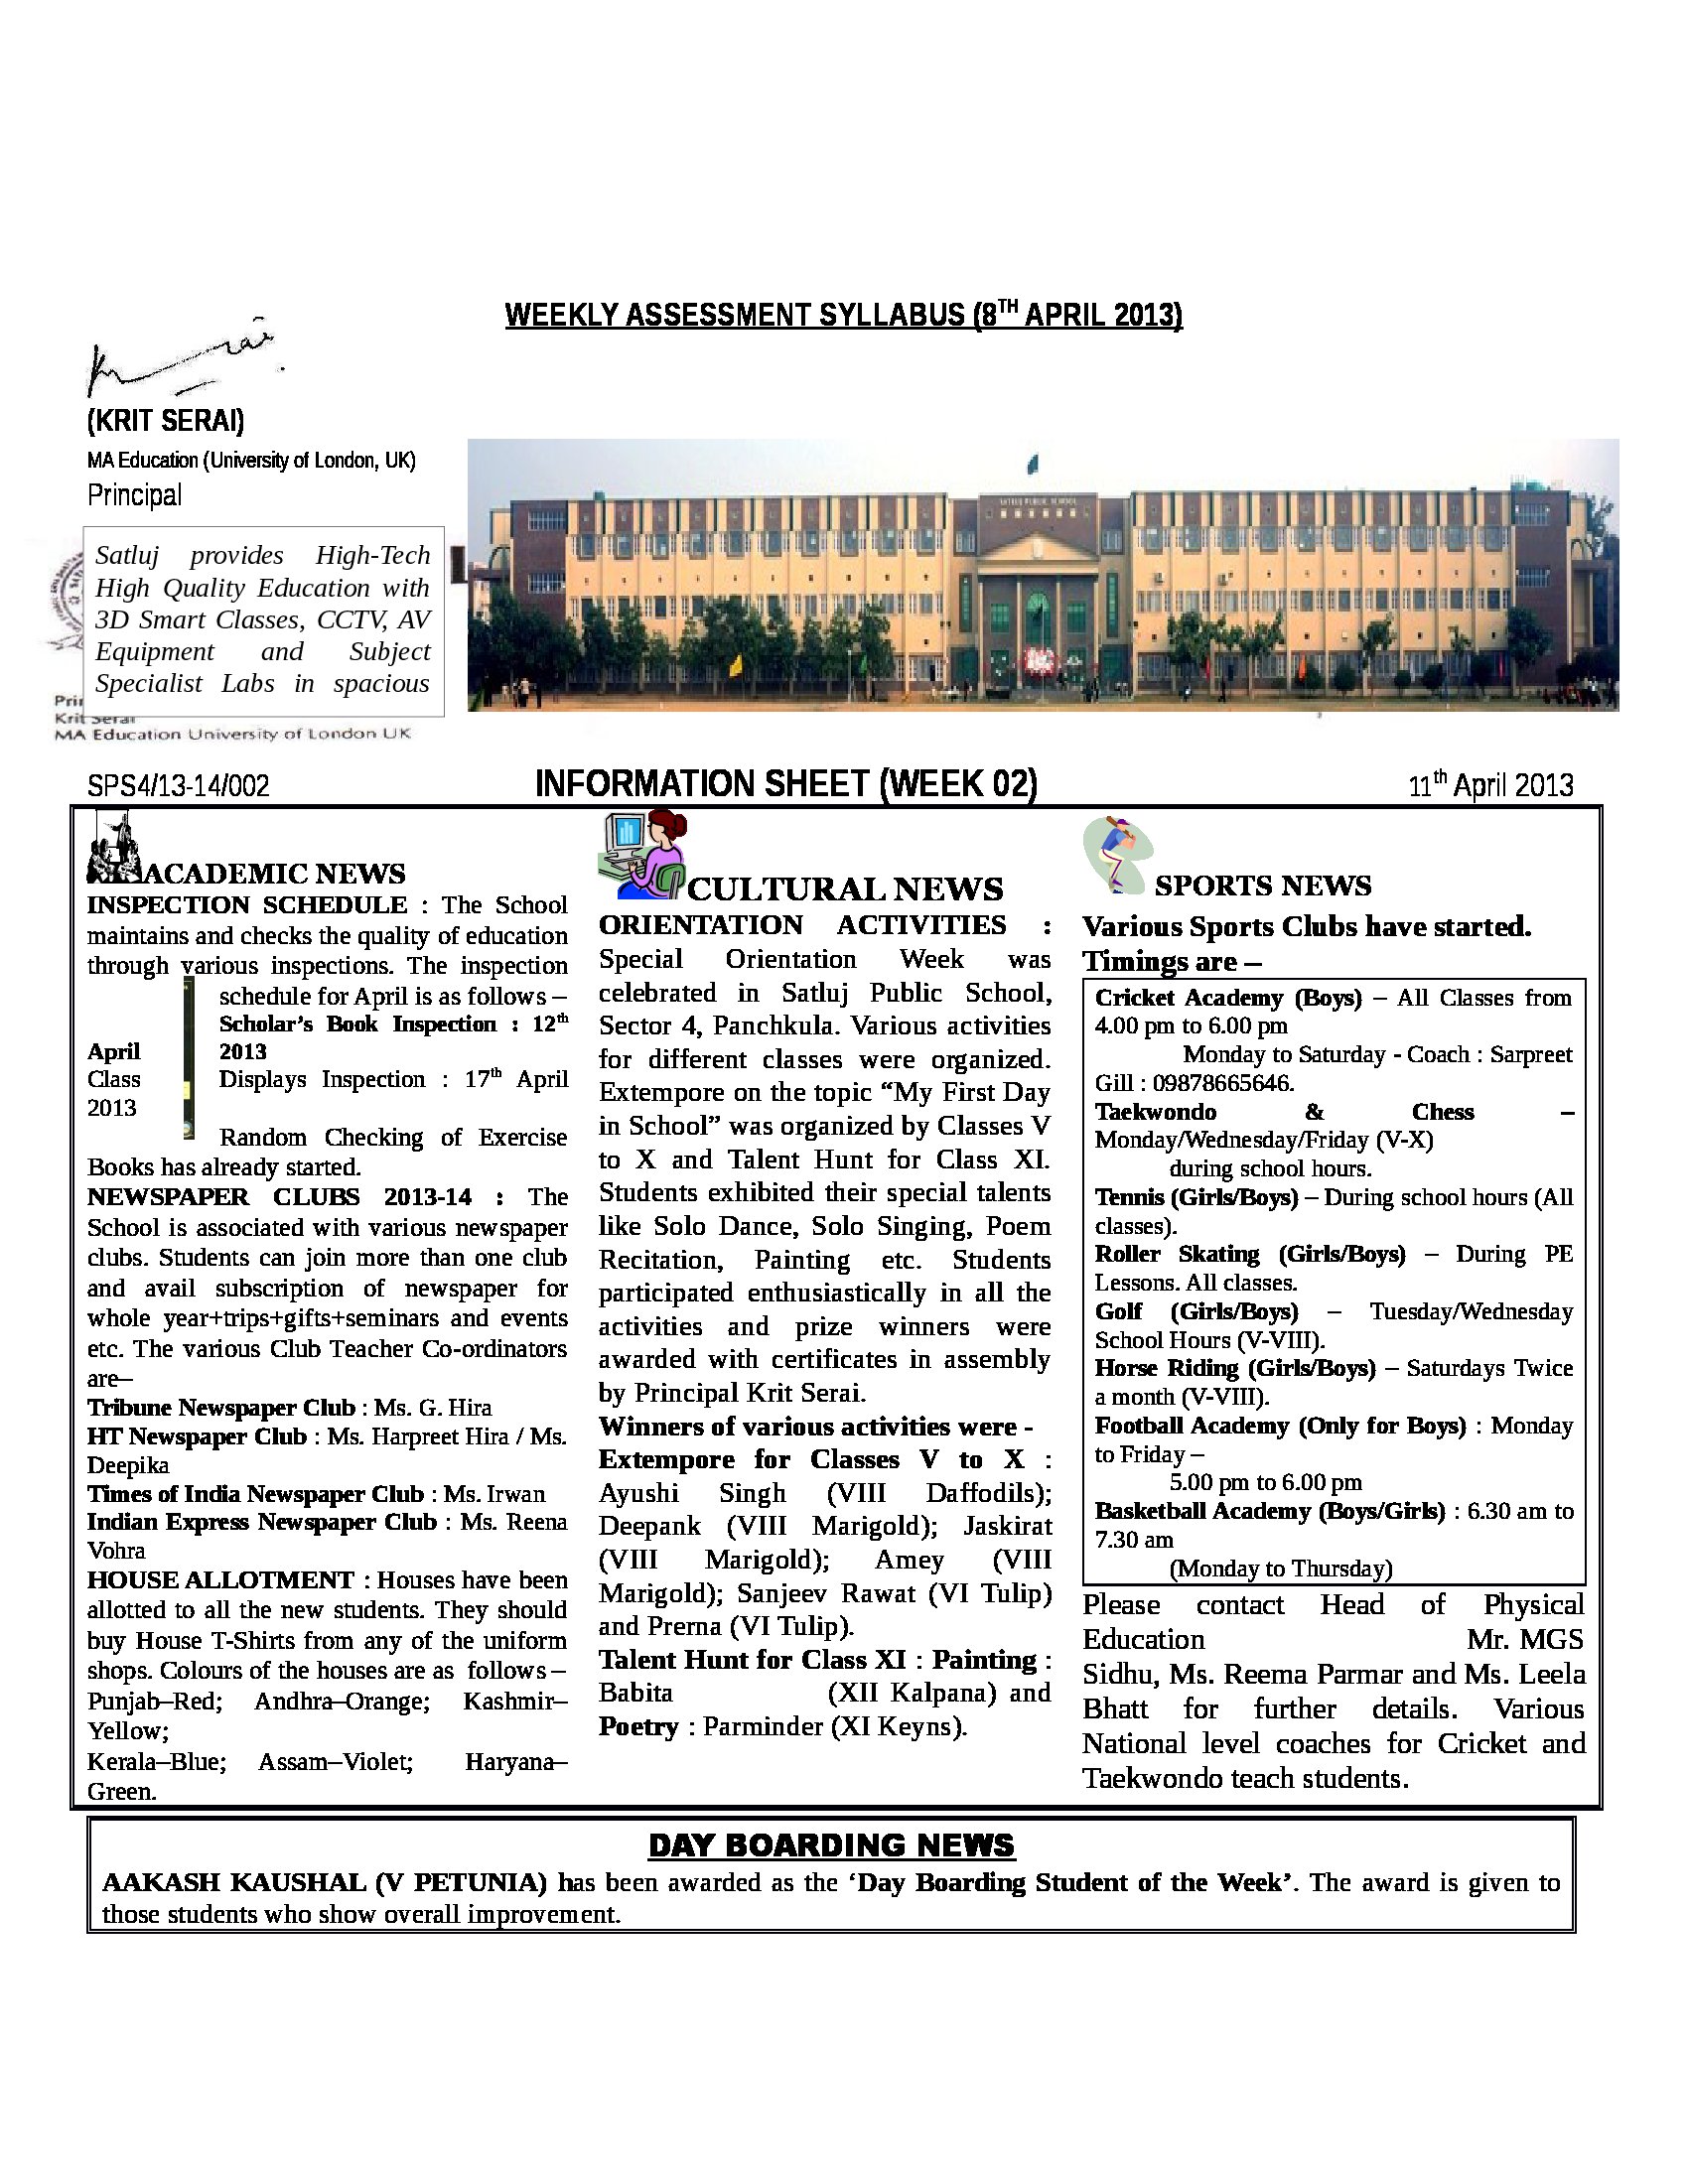 WEEKLY ASSESSMENT SYLLABUS (8TH APRIL 2013)
(KRIT SERAI)
MA Education (University of London, UK)
Principal
Satluj provides High-Tech
High Quality Education with
3D Smart Classes, CCTV, AV
Equipment and Subject
Specialist Labs in spacious
Krit Serai
MA Education University of London UK
SATLUJ PUBLIC SCHOOL
SPS4/13-14/002 INFORMATION SHEET (WEEK 02) 11th April 2013
ACADEMIC NEWS
INSPECTION SCHEDULE : The School
maintains and checks the quality of education
through various inspections. The inspection
schedule for April is as follows –
Scholar’s Book Inspection : 12th
April 2013
Class Displays Inspection : 17th April
2013
Random Checking of Exercise
Books has already started.
NEWSPAPER CLUBS 2013-14 : The
School is associated with various newspaper
clubs. Students can join more than one club
and avail subscription of newspaper for
whole year+trips+gifts+seminars and events
etc. The various Club Teacher Co-ordinators
are–
Tribune Newspaper Club : Ms. G. Hira
HT Newspaper Club : Ms. Harpreet Hira / Ms.
Deepika
Times of India Newspaper Club : Ms. Irwan
Indian Express Newspaper Club : Ms. Reena
Vohra
HOUSE ALLOTMENT : Houses have been
allotted to all the new students. They should
buy House T-Shirts from any of the uniform
shops. Colours of the houses are as follows –
Punjab–Red; Andhra–Orange; Kashmir–
Yellow;
Kerala–Blue; Assam–Violet; Haryana–
Green.
CULTURAL NEWS
ORIENTATION ACTIVITIES :
Special Orientation Week was
celebrated in Satluj Public School,
Sector 4, Panchkula. Various activities
for different classes were organized.
Extempore on the topic “My First Day
in School” was organized by Classes V
to X and Talent Hunt for Class XI.
Students exhibited their special talents
like Solo Dance, Solo Singing, Poem
Recitation, Painting etc. Students
participated enthusiastically in all the
activities and prize winners were
awarded with certificates in assembly
by Principal Krit Serai.
Winners of various activities were -
Extempore for Classes V to X :
Ayushi Singh (VIII Daffodils);
Deepank (VIII Marigold); Jaskirat
(VIII Marigold); Amey (VIII
Marigold); Sanjeev Rawat (VI Tulip)
and Prerna (VI Tulip).
Talent Hunt for Class XI : Painting :
Babita (XII Kalpana) and
Poetry : Parminder (XI Keyns).
SPORTS NEWS
Various Sports Clubs have started.
Timings are –
Cricket Academy (Boys) – All Classes from
4.00 pm to 6.00 pm
Monday to Saturday - Coach : Sarpreet
Gill : 09878665646.
Taekwondo & Chess –
Monday/Wednesday/Friday (V-X)
during school hours.
Tennis (Girls/Boys) – During school hours (All
classes).
Roller Skating (Girls/Boys) – During PE
Lessons. All classes.
Golf (Girls/Boys) – Tuesday/Wednesday
School Hours (V-VIII).
Horse Riding (Girls/Boys) – Saturdays Twice
a month (V-VIII).
Football Academy (Only for Boys) : Monday
to Friday –
5.00 pm to 6.00 pm
Basketball Academy (Boys/Girls) : 6.30 am to
7.30 am
(Monday to Thursday)
Please contact Head of Physical
Education Mr. MGS
Sidhu, Ms. Reema Parmar and Ms. Leela
Bhatt for further details. Various
National level coaches for Cricket and
Taekwondo teach students.
DAY BOARDING NEWS
AAKASH KAUSHAL (V PETUNIA) has been awarded as the ‘Day Boarding Student of the Week’. The award is given to
those students who show overall improvement.